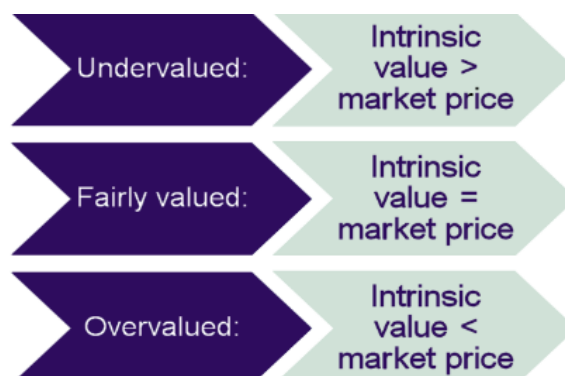 Undervalued:
Intrinsic
value >
market price
Fairly valued:
Intrinsic
value =
market price
Overvalued:
Intrinsic
value <
market price